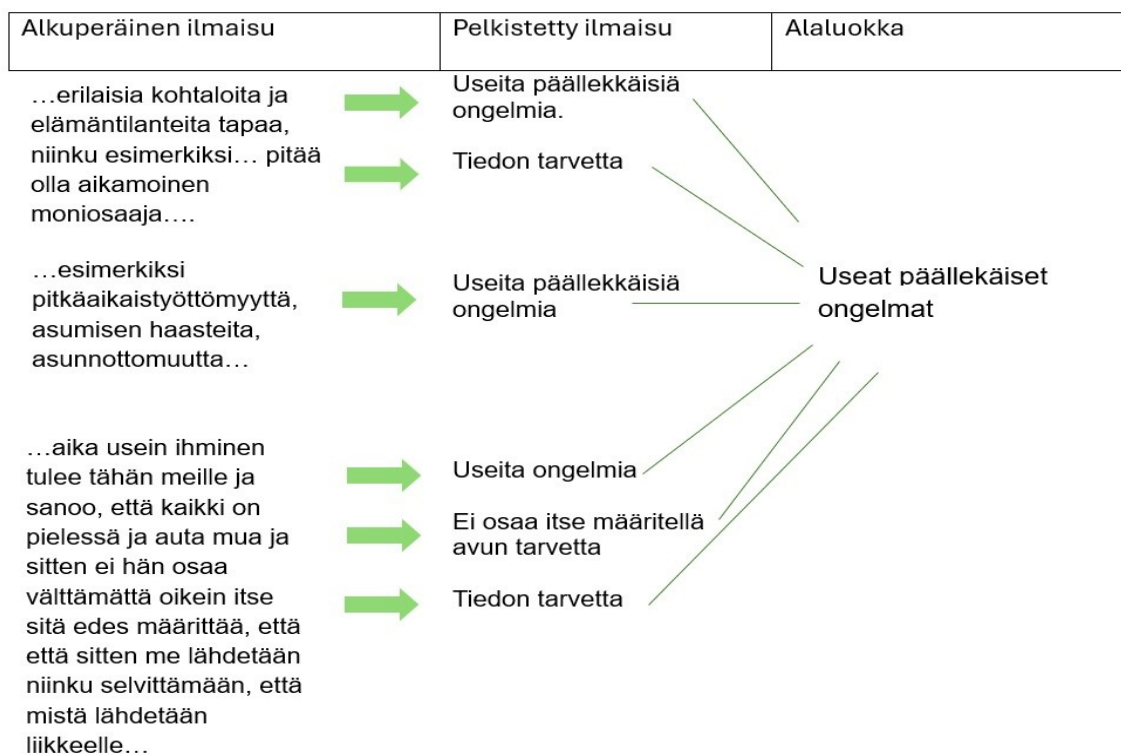 Alkuperäinen ilmaisu
Pelkistetty ilmaisu
Alaluokka
…erilaisia kohtaloita ja
elämäntilanteita tapaa,
niinku esimerkiksi… pitää
olla aikamoinen
moniosaaja….
Useita päällekkäisiä
ongelmia.
Tiedon tarvetta
…esimerkiksi
pitkäaikaistyöttömyyttä,
asumisen haasteita,
asunnottomuutta…
Useita päällekkäisiä
ongelmia
Useat päällekäiset
ongelmat
…aika usein ihminen
tulee tähän meille ja
sanoo, että kaikki on
pielessä ja auta mua ja
sitten ei hän osaa
välttämättä oikein itse
sitä edes määrittää, että
että sitten me lähdetään
niinku selvittämään, että
mistä lähdetään
liikkeelle…
Useita ongelmia
Ei osaa itse määritellä
avun tarvetta
Tiedon tarvetta